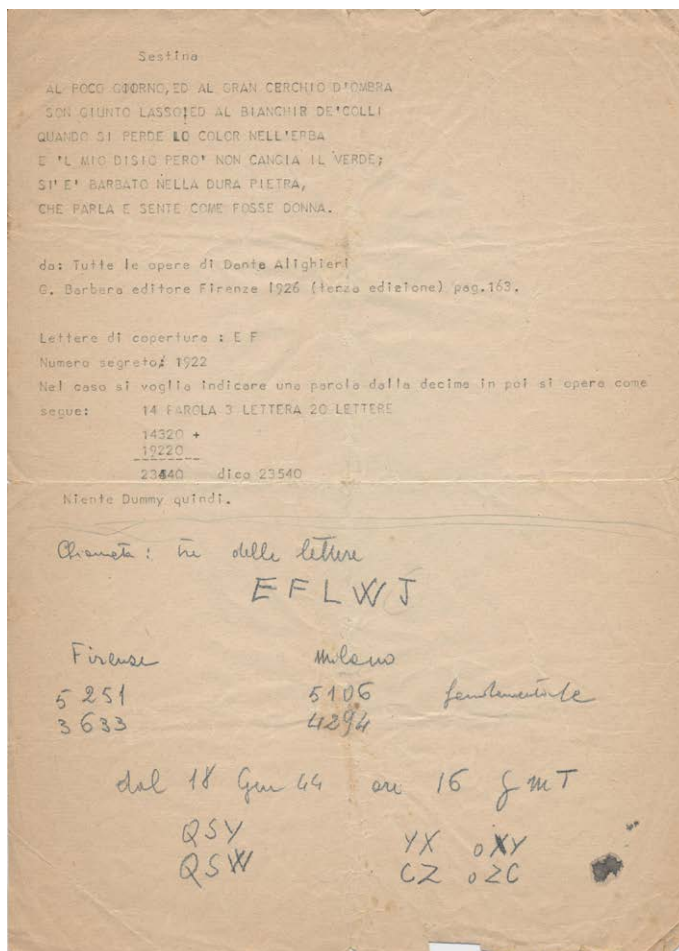 Sestina
AL POCO GIORNO,ED AL GRAN CERCHIO D'OMBRA
SON GIUNTO LASSO!ED AL BIANCHIR DE'COLLI
QUANDO SI PERDE LO COLOR NELL'ERBA
E 'L MIO DISIO PERO' NON CANGIA IL VERDE;
SI'E' BARBATO NELLA DURA PIETRA,
CHE PARLA E SENTE COME FOSSE DONNA.
da: Tutte le opere di Dante Alighieri
G. Barbera editore Firenze 1926 (terza edizione) pag.163.
Lettere di copertura : E F
Numero segreto: 1922
Nel caso si voglia indicare una parola dalla decima in poi si opera come
segue: 14 PAROLA 3 LETTERA 20 LETTERE
14320 +
19220
23540 dico 23540
Niente Dummy quindi.
Chiamata: tre delle lettere
E F L W J
Firenze Milano
5251 5106 fondamentale
3633 4294
dal 18 Gen 44 ore 16 g m T
QSY YX o XY
QSW CZ o ZC